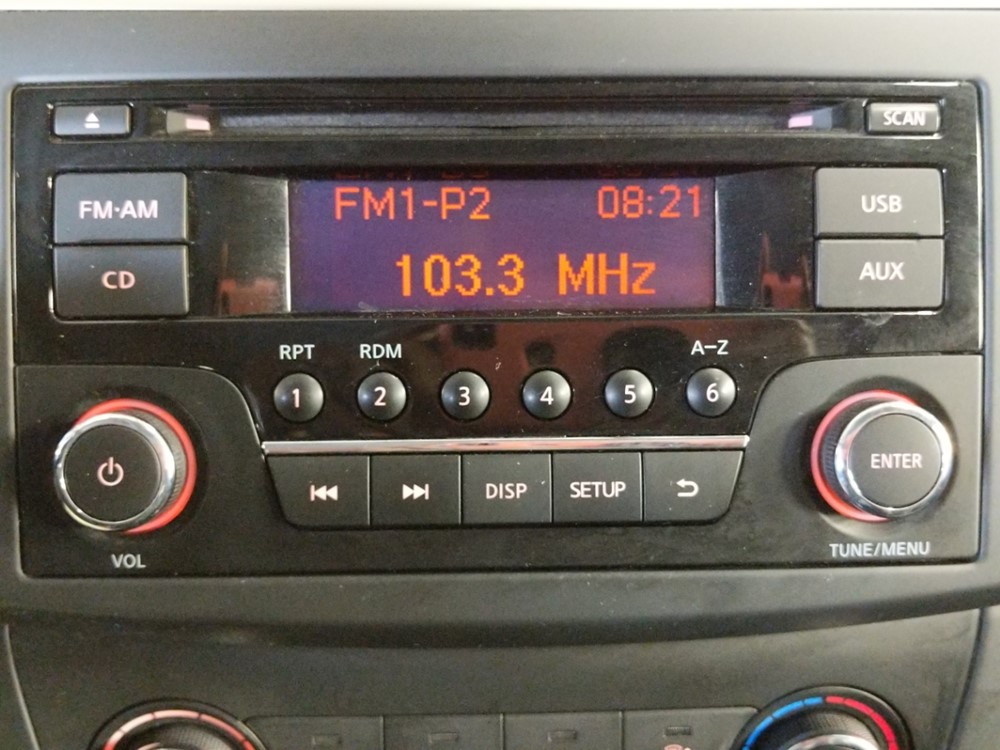 SCAN
FM·AM
FM1-P2 08:21
USB
CD
103.3 MHz
AUX
RPT RDM A-Z
1 2 3 4 5 6
ENTER
DISP SETUP
VOL
TUNE/MENU